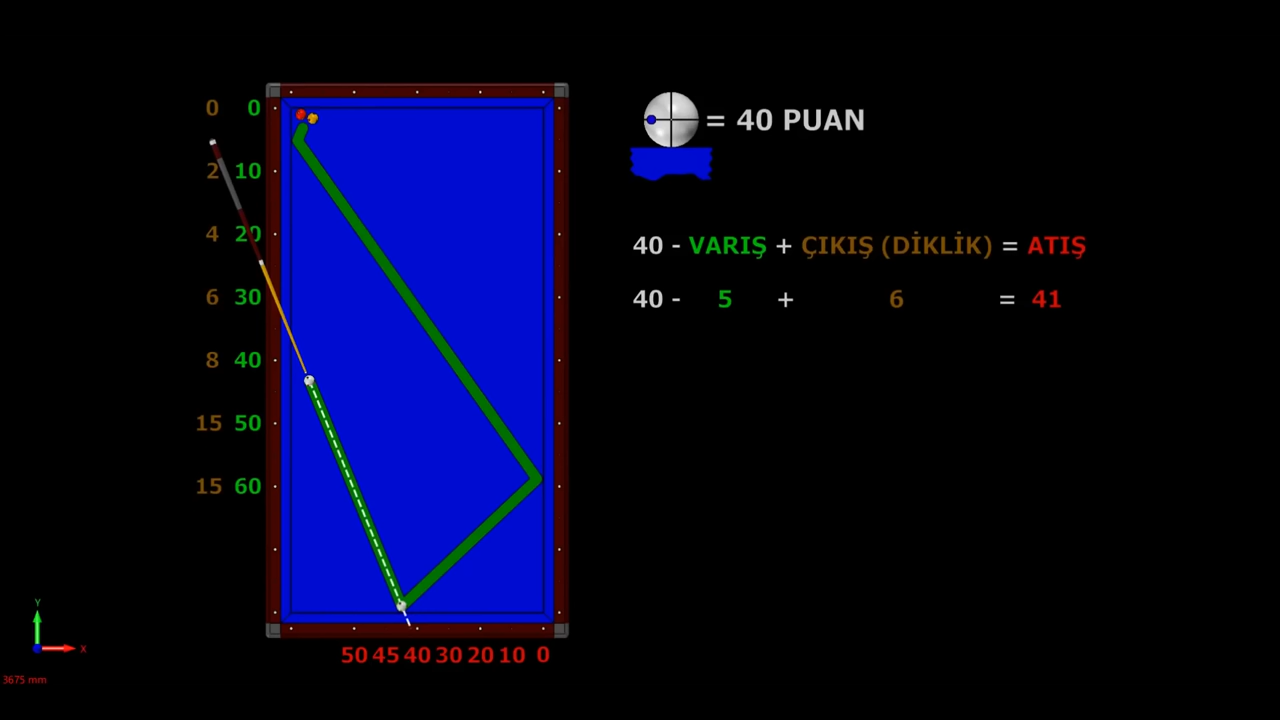 = 40 PUAN
40 - VARIŞ + ÇIKIŞ (DİKLİK) = ATIŞ
40 - 5 + 6 = 41
0 0
2 10
4 20
6 30
8 40
15 50
15 60
50 45 40 30 20 10 0
Y
X
3675 mm